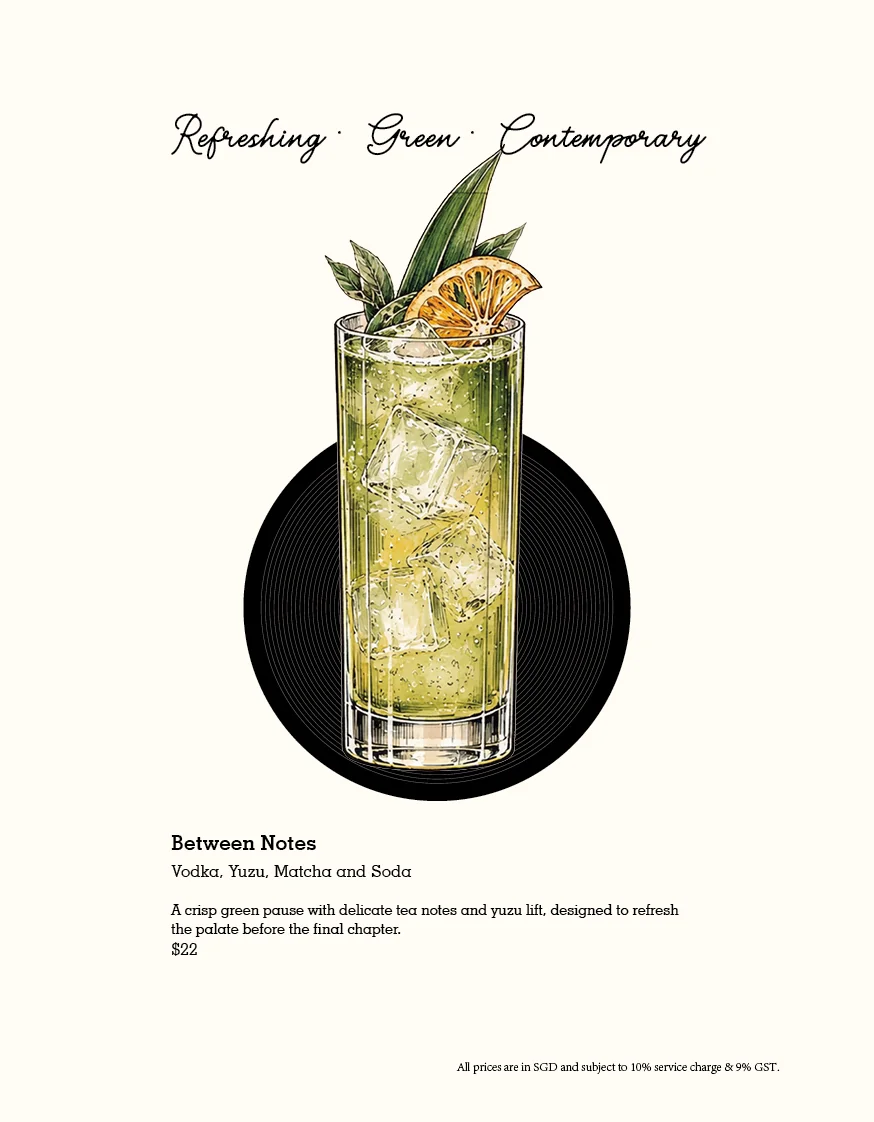 Refreshing · Green · Contemporary
Between Notes
Vodka, Yuzu, Matcha and Soda
A crisp green pause with delicate tea notes and yuzu lift, designed to refresh
the palate before the final chapter.
$22
All prices are in SGD and subject to 10% service charge & 9% GST.